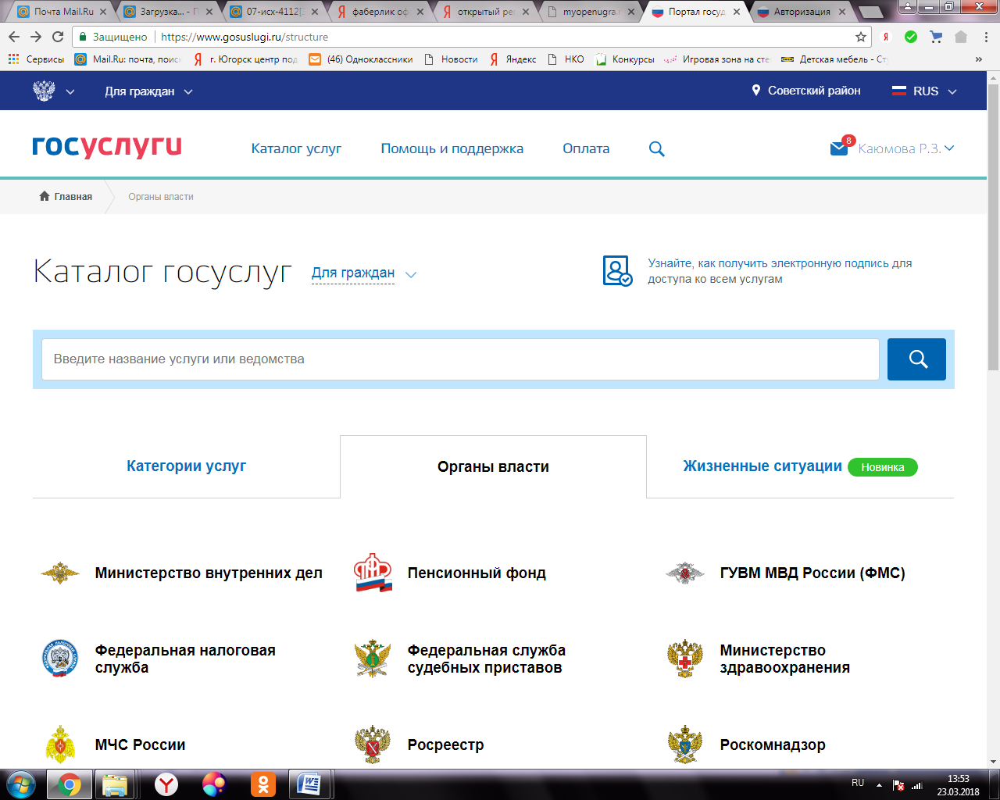 Почта Mail.Ru
Загрузка... - П
07-исх-4112[
фаберлик оф
открытый ре
myopenugra.
Портал госуд
Авторизация
Защищено
https://www.gosuslugi.ru/structure
Сервисы
Mail.Ru: почта, поис
г. Югорск центр под
(46) Одноклассники
Новости
Яндекс
НКО
Конкурсы
Игровая зона на сте
Детская мебель - Ст
»
Для граждан
Советский район
RUS
госуслуги
Каталог услуг
Помощь и поддержка
Оплата
8
Каюмова Р.З.
Главная
Органы власти
Каталог госуслуг
Для граждан
Узнайте, как получить электронную подпись для
доступа ко всем услугам
Введите название услуги или ведомства
Категории услуг
Органы власти
Жизненные ситуации
Новинка
Министерство внутренних дел
Пенсионный фонд
ГУВМ МВД России (ФМС)
Федеральная налоговая
служба
Федеральная служба
судебных приставов
Министерство
здравоохранения
МЧС России
Росреестр
Роскомнадзор
RU
13:53
23.03.2018